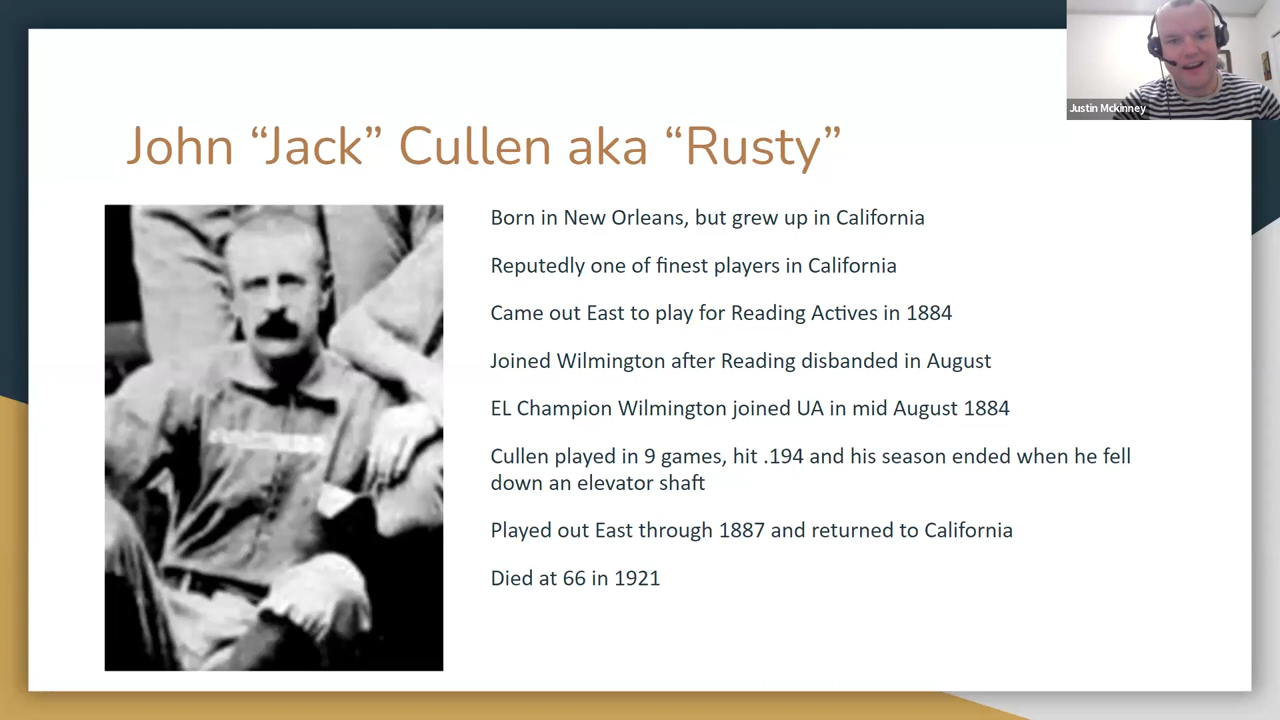 Justin Mckinney
John “Jack” Cullen aka “Rusty”
Born in New Orleans, but grew up in California
Reputedly one of finest players in California
Came out East to play for Reading Actives in 1884
Joined Wilmington after Reading disbanded in August
EL Champion Wilmington joined UA in mid August 1884
Cullen played in 9 games, hit .194 and his season ended when he fell
down an elevator shaft
Played out East through 1887 and returned to California
Died at 66 in 1921